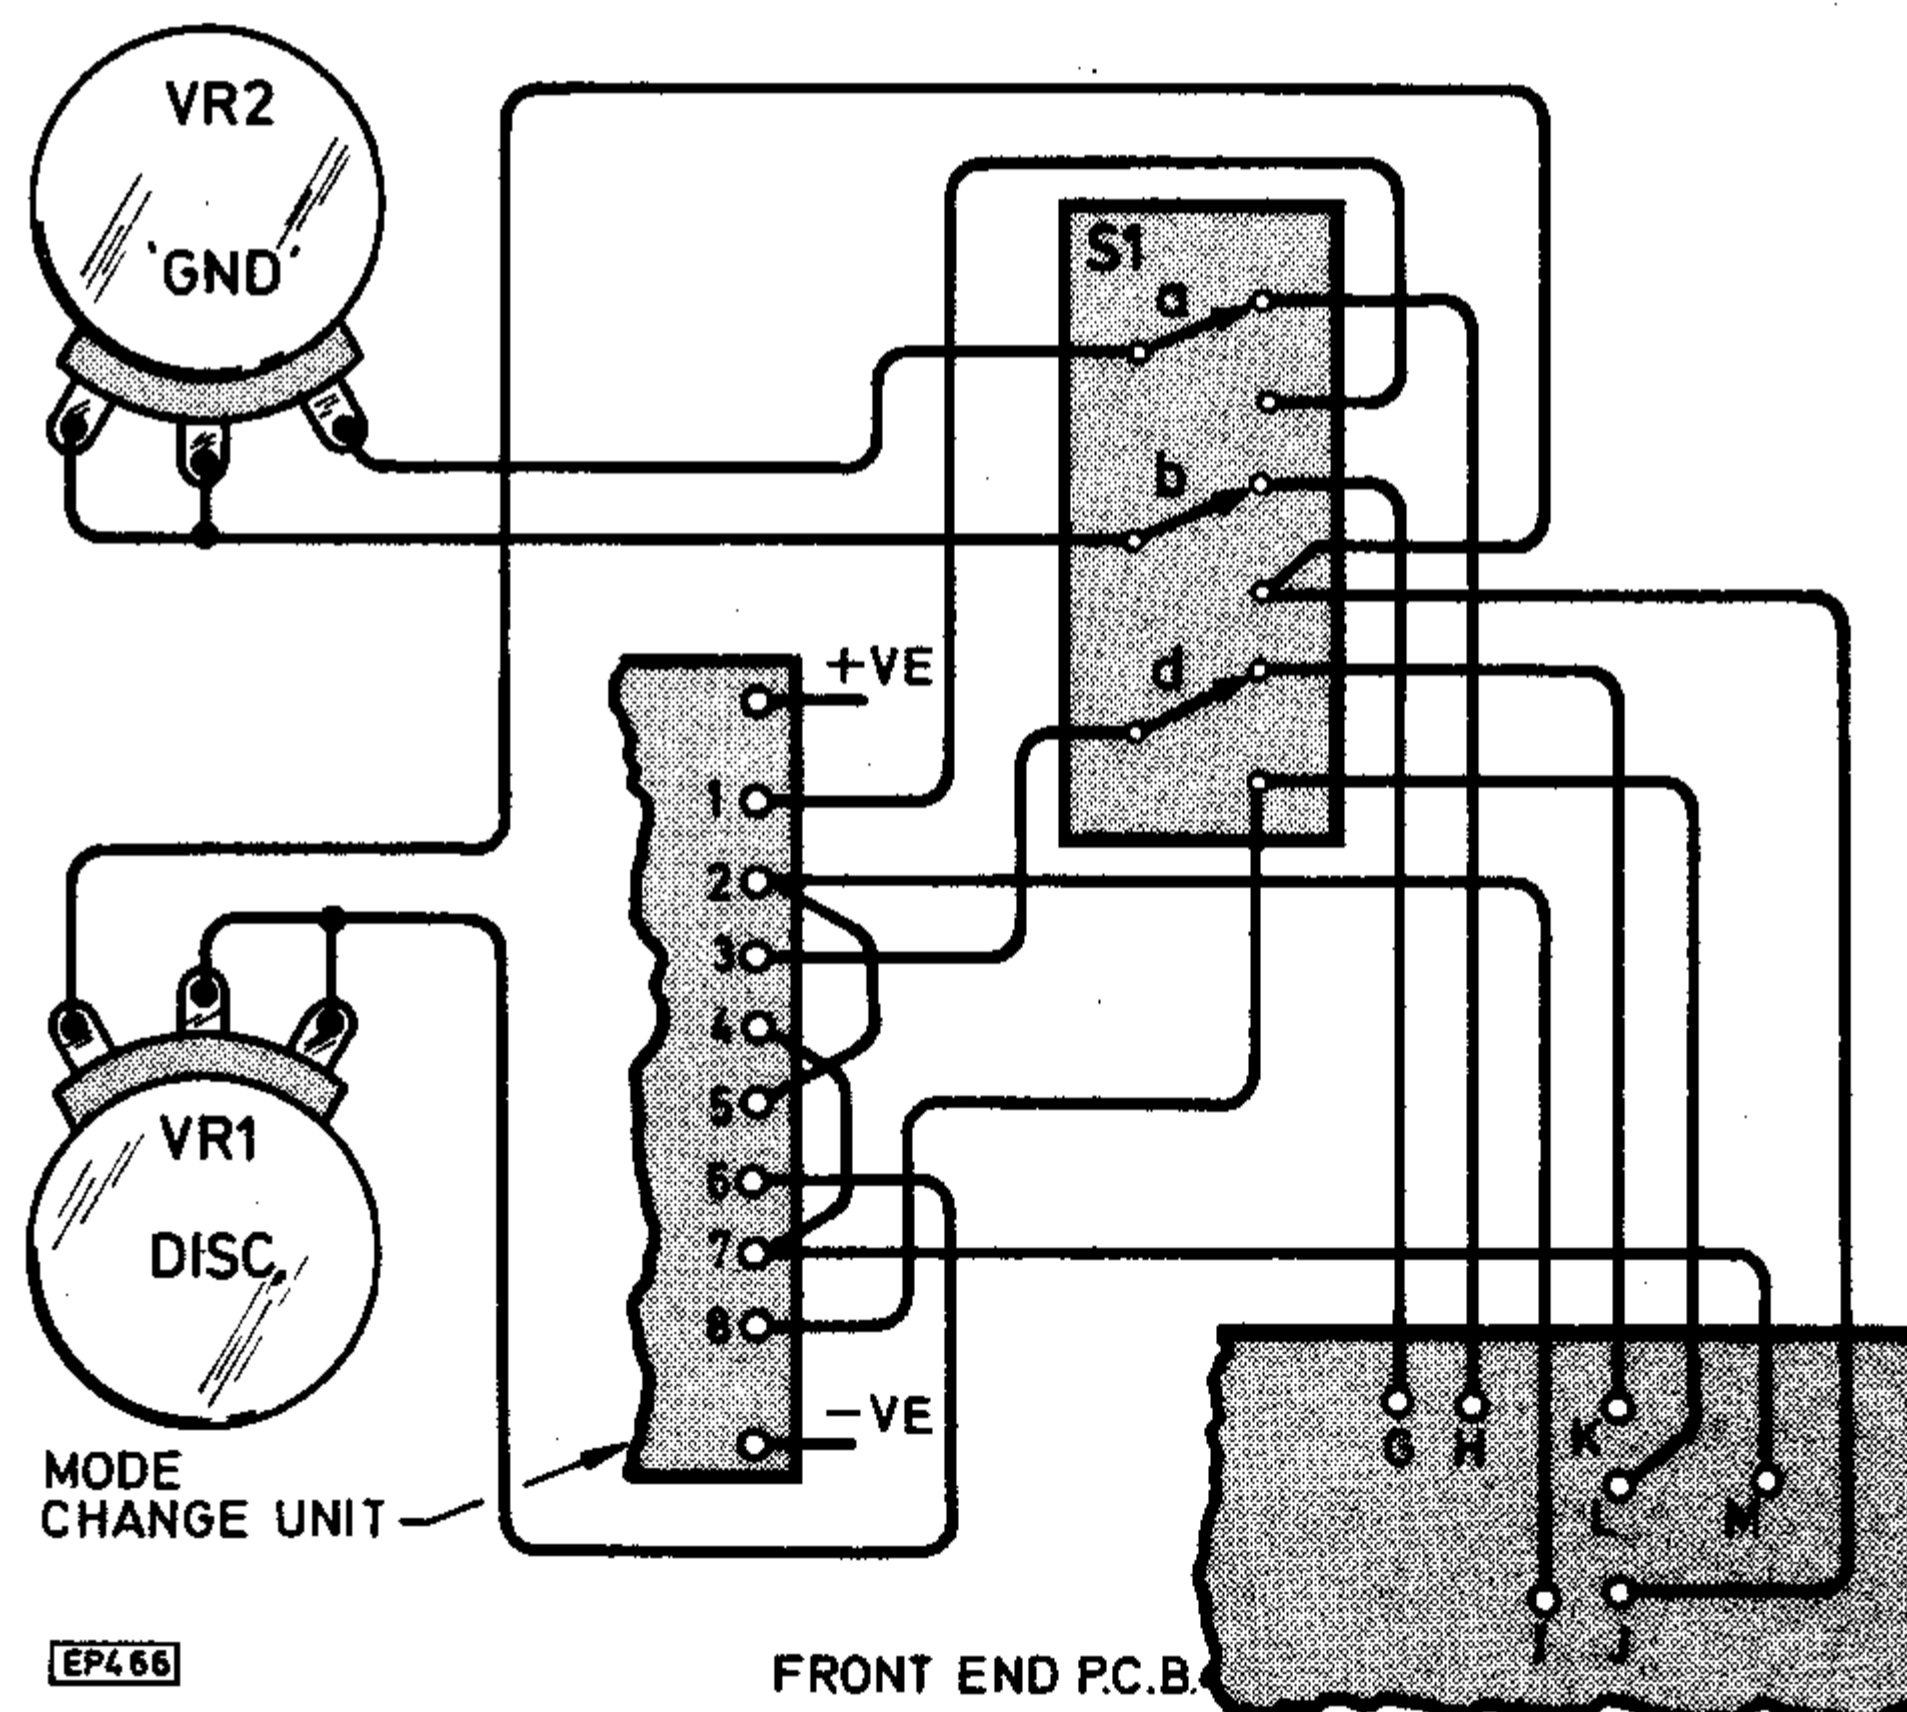 VR2
'GND'
S1
a
b
d
+VE
1
2
3
4
5
6
7
8
-VE
VR1
DISC.
MODE
CHANGE UNIT
G H K
L M
I J
EP466
FRONT END P.C.B.